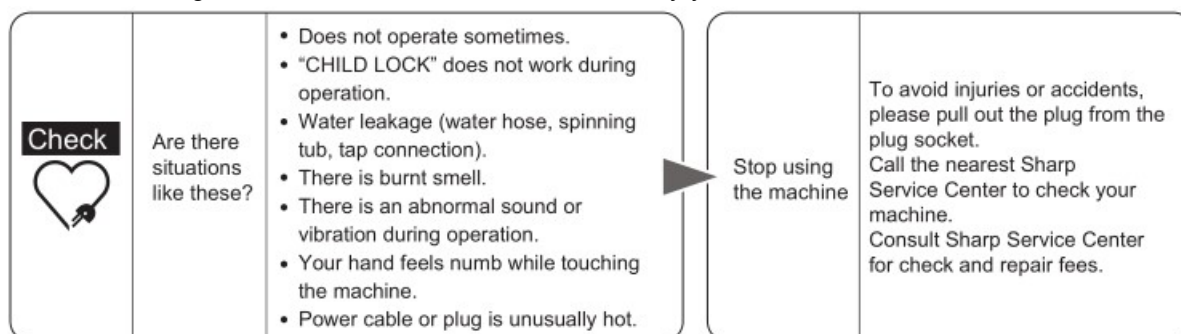 Check
Are there
situations
like these?
• Does not operate sometimes.
• “CHILD LOCK” does not work during
operation.
• Water leakage (water hose, spinning
tub, tap connection).
• There is burnt smell.
• There is an abnormal sound or
vibration during operation.
• Your hand feels numb while touching
the machine.
• Power cable or plug is unusually hot.
Stop using
the machine
To avoid injuries or accidents,
please pull out the plug from the
plug socket.
Call the nearest Sharp
Service Center to check your
machine.
Consult Sharp Service Center
for check and repair fees.